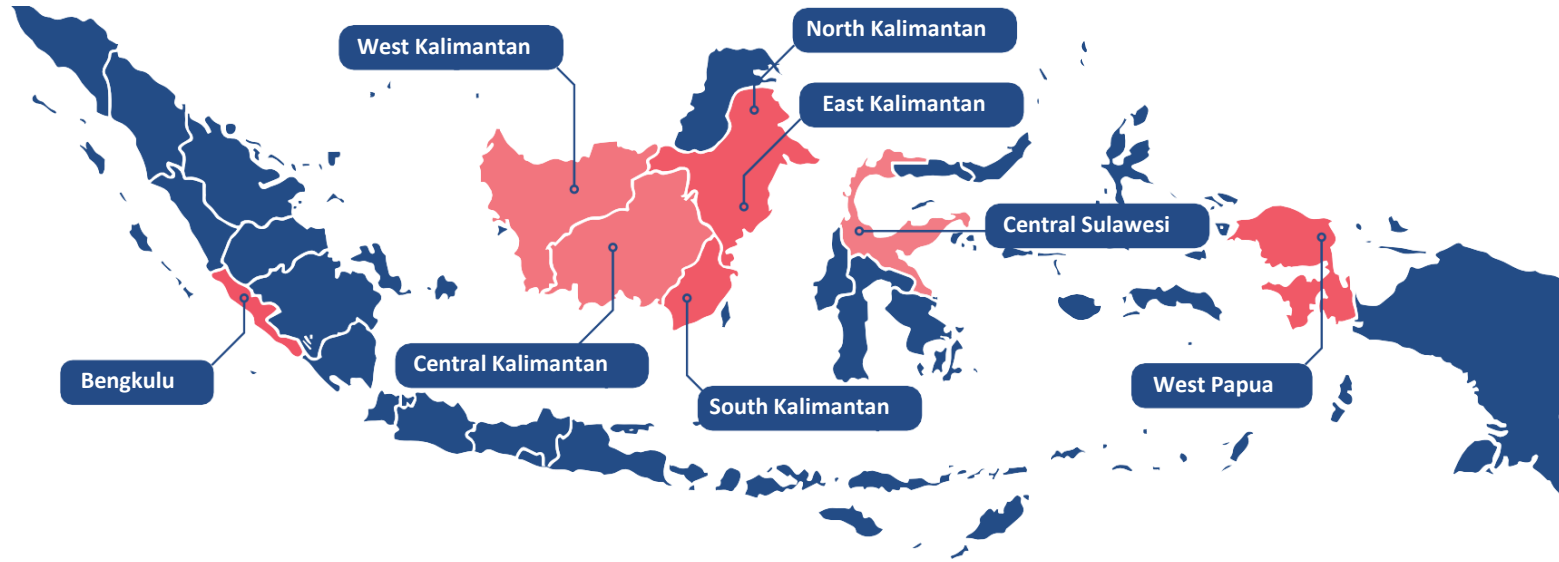 North Kalimantan
West Kalimantan
East Kalimantan
Central Sulawesi
Central Kalimantan
Bengkulu
West Papua
South Kalimantan